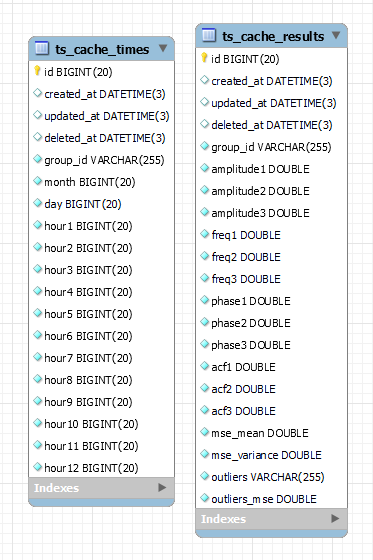 ts_cache_times
id BIGINT(20)
created_at DATETIME(3)
updated_at DATETIME(3)
deleted_at DATETIME(3)
group_id VARCHAR(255)
month BIGINT(20)
day BIGINT(20)
hour1 BIGINT(20)
hour2 BIGINT(20)
hour3 BIGINT(20)
hour4 BIGINT(20)
hour5 BIGINT(20)
hour6 BIGINT(20)
hour7 BIGINT(20)
hour8 BIGINT(20)
hour9 BIGINT(20)
hour10 BIGINT(20)
hour11 BIGINT(20)
hour12 BIGINT(20)
Indexes
ts_cache_results
id BIGINT(20)
created_at DATETIME(3)
updated_at DATETIME(3)
deleted_at DATETIME(3)
group_id VARCHAR(255)
amplitude1 DOUBLE
amplitude2 DOUBLE
amplitude3 DOUBLE
freq1 DOUBLE
freq2 DOUBLE
freq3 DOUBLE
phase1 DOUBLE
phase2 DOUBLE
phase3 DOUBLE
acf1 DOUBLE
acf2 DOUBLE
acf3 DOUBLE
mse_mean DOUBLE
mse_variance DOUBLE
outliers VARCHAR(255)
outliers_mse DOUBLE
Indexes